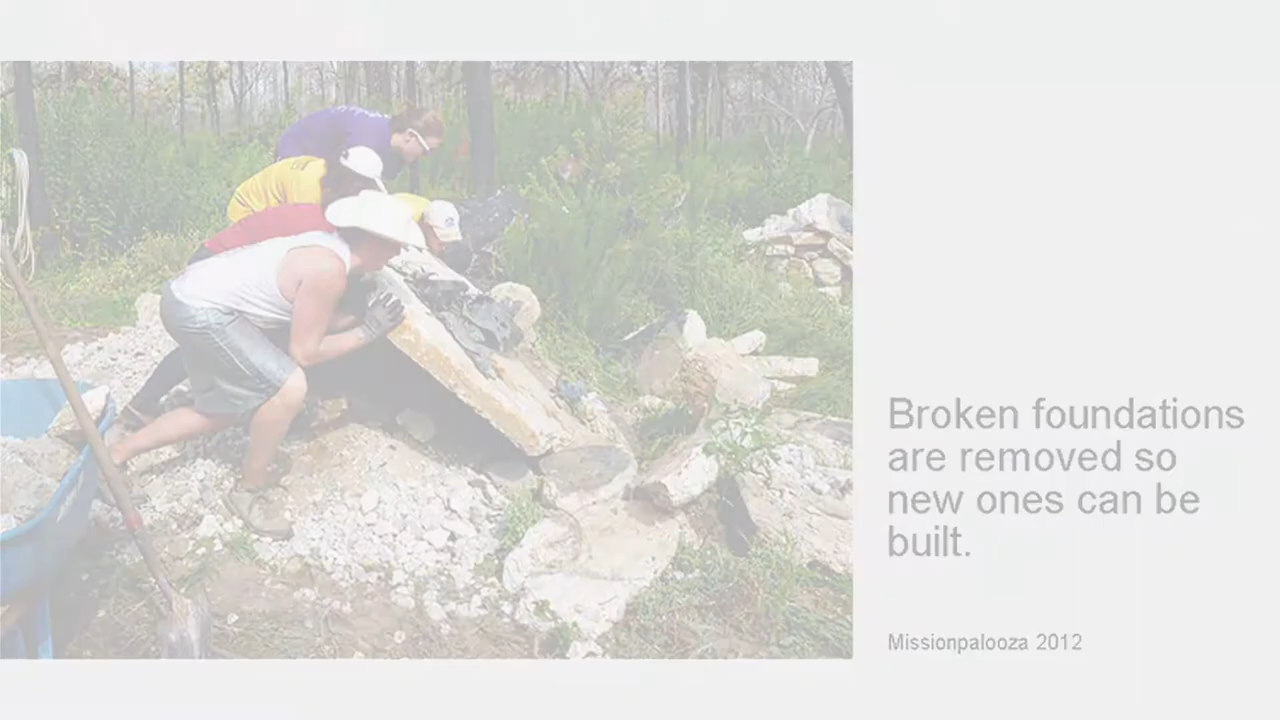 Broken foundations
are removed so
new ones can be
built.
Missionpalooza 2012